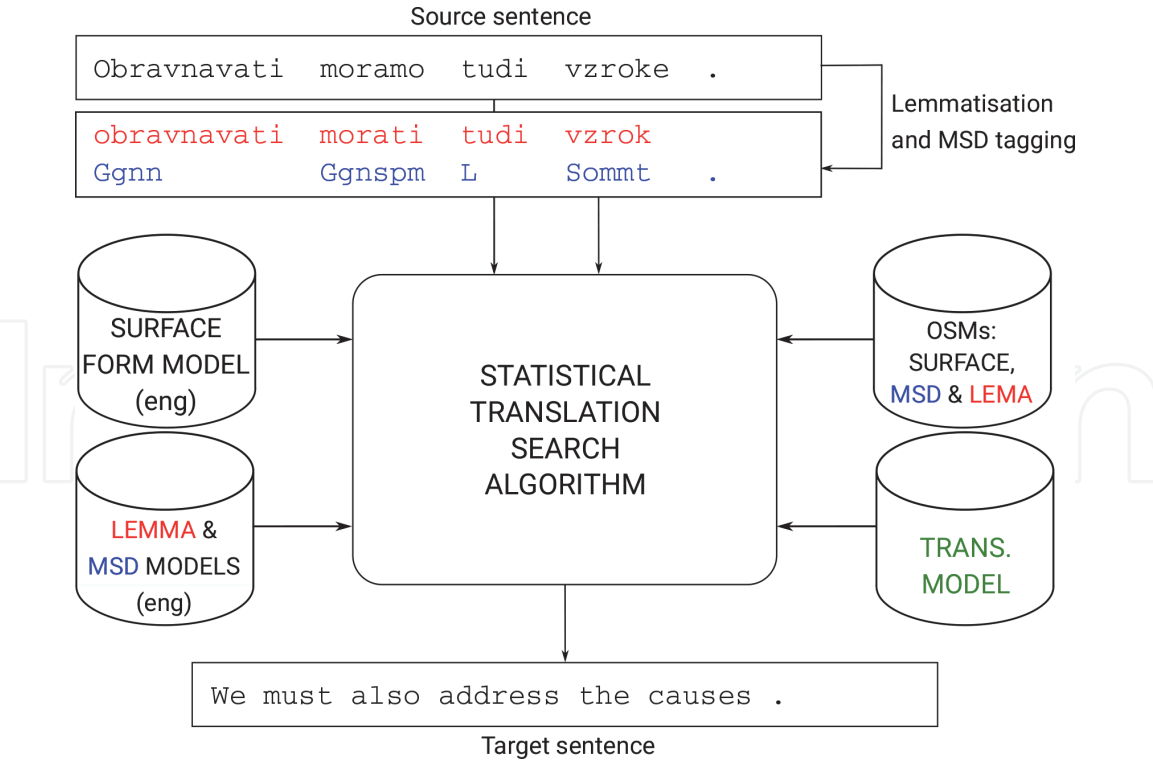 Source sentence
Obravnavati moramo tudi vzroke .
Lemmatisation
and MSD tagging
obravnavati morati tudi vzrok
Ggnn Ggnspm L Sommt .
SURFACE
FORM MODEL
(eng)
OSMs:
SURFACE,
MSD & LEMA
STATISTICAL
TRANSLATION
SEARCH
ALGORITHM
LEMMA &
MSD MODELS
(eng)
TRANS.
MODEL
We must also address the causes .
Target sentence